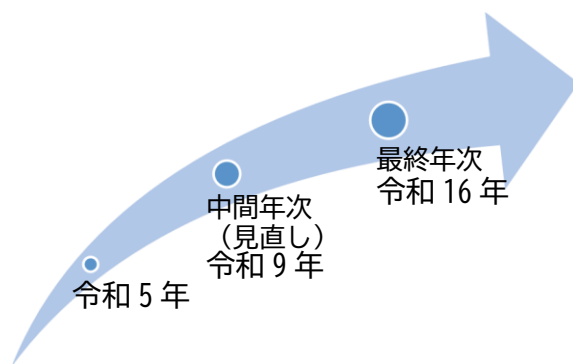 最終年次
令和 16 年
中間年次
（見直し）
令和 9 年
令和 5 年